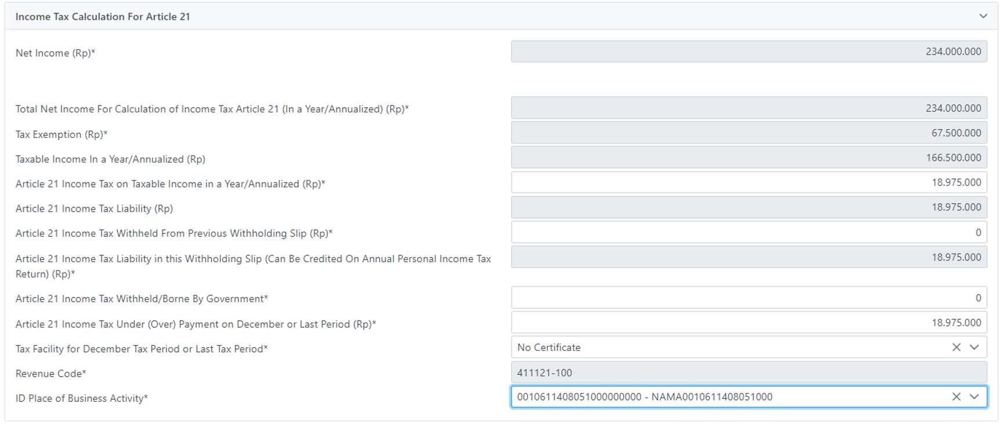 Income Tax Calculation For Article 21
Net Income (Rp)*
234.000.000
Total Net Income For Calculation of Income Tax Article 21 (In a Year/Annualized) (Rp)*
234.000.000
Tax Exemption (Rp)*
67.500.000
Taxable Income In a Year/Annualized (Rp)
166.500.000
Article 21 Income Tax on Taxable Income in a Year/Annualized (Rp)*
18.975.000
Article 21 Income Tax Liability (Rp)
18.975.000
Article 21 Income Tax Withheld From Previous Withholding Slip (Rp)*
0
Article 21 Income Tax Liability in this Withholding Slip (Can Be Credited On Annual Personal Income Tax
Return) (Rp)*
18.975.000
Article 21 Income Tax Withheld/Borne By Government*
0
Article 21 Income Tax Under (Over) Payment on December or Last Period (Rp)*
18.975.000
Tax Facility for December Tax Period or Last Tax Period*
No Certificate
Revenue Code*
411121-100
ID Place of Business Activity*
0010611408051000000000 - NAMA0010611408051000